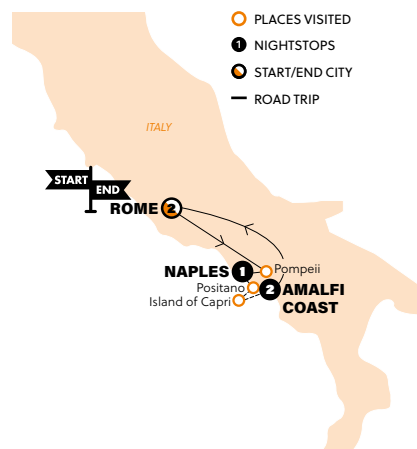 PLACES VISITED
1 NIGHTSTOPS
START/END CITY
ROAD TRIP
ITALY
START
END
ROME 2
NAPLES 1
Pompeii
Positano
2 AMALFI
COAST
Island of Capri